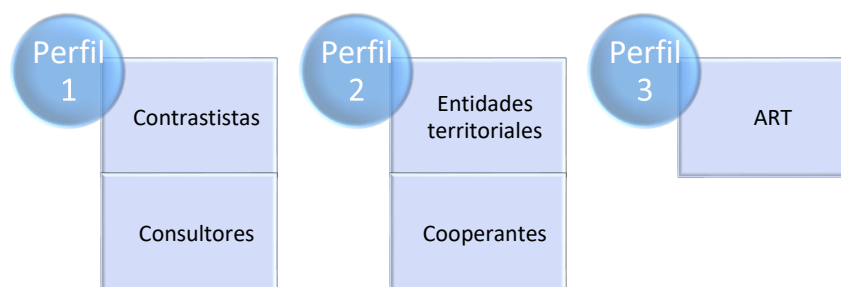 Perfil
1
Contrastistas
Consultores
Perfil
2
Entidades
territoriales
Cooperantes
Perfil
3
ART